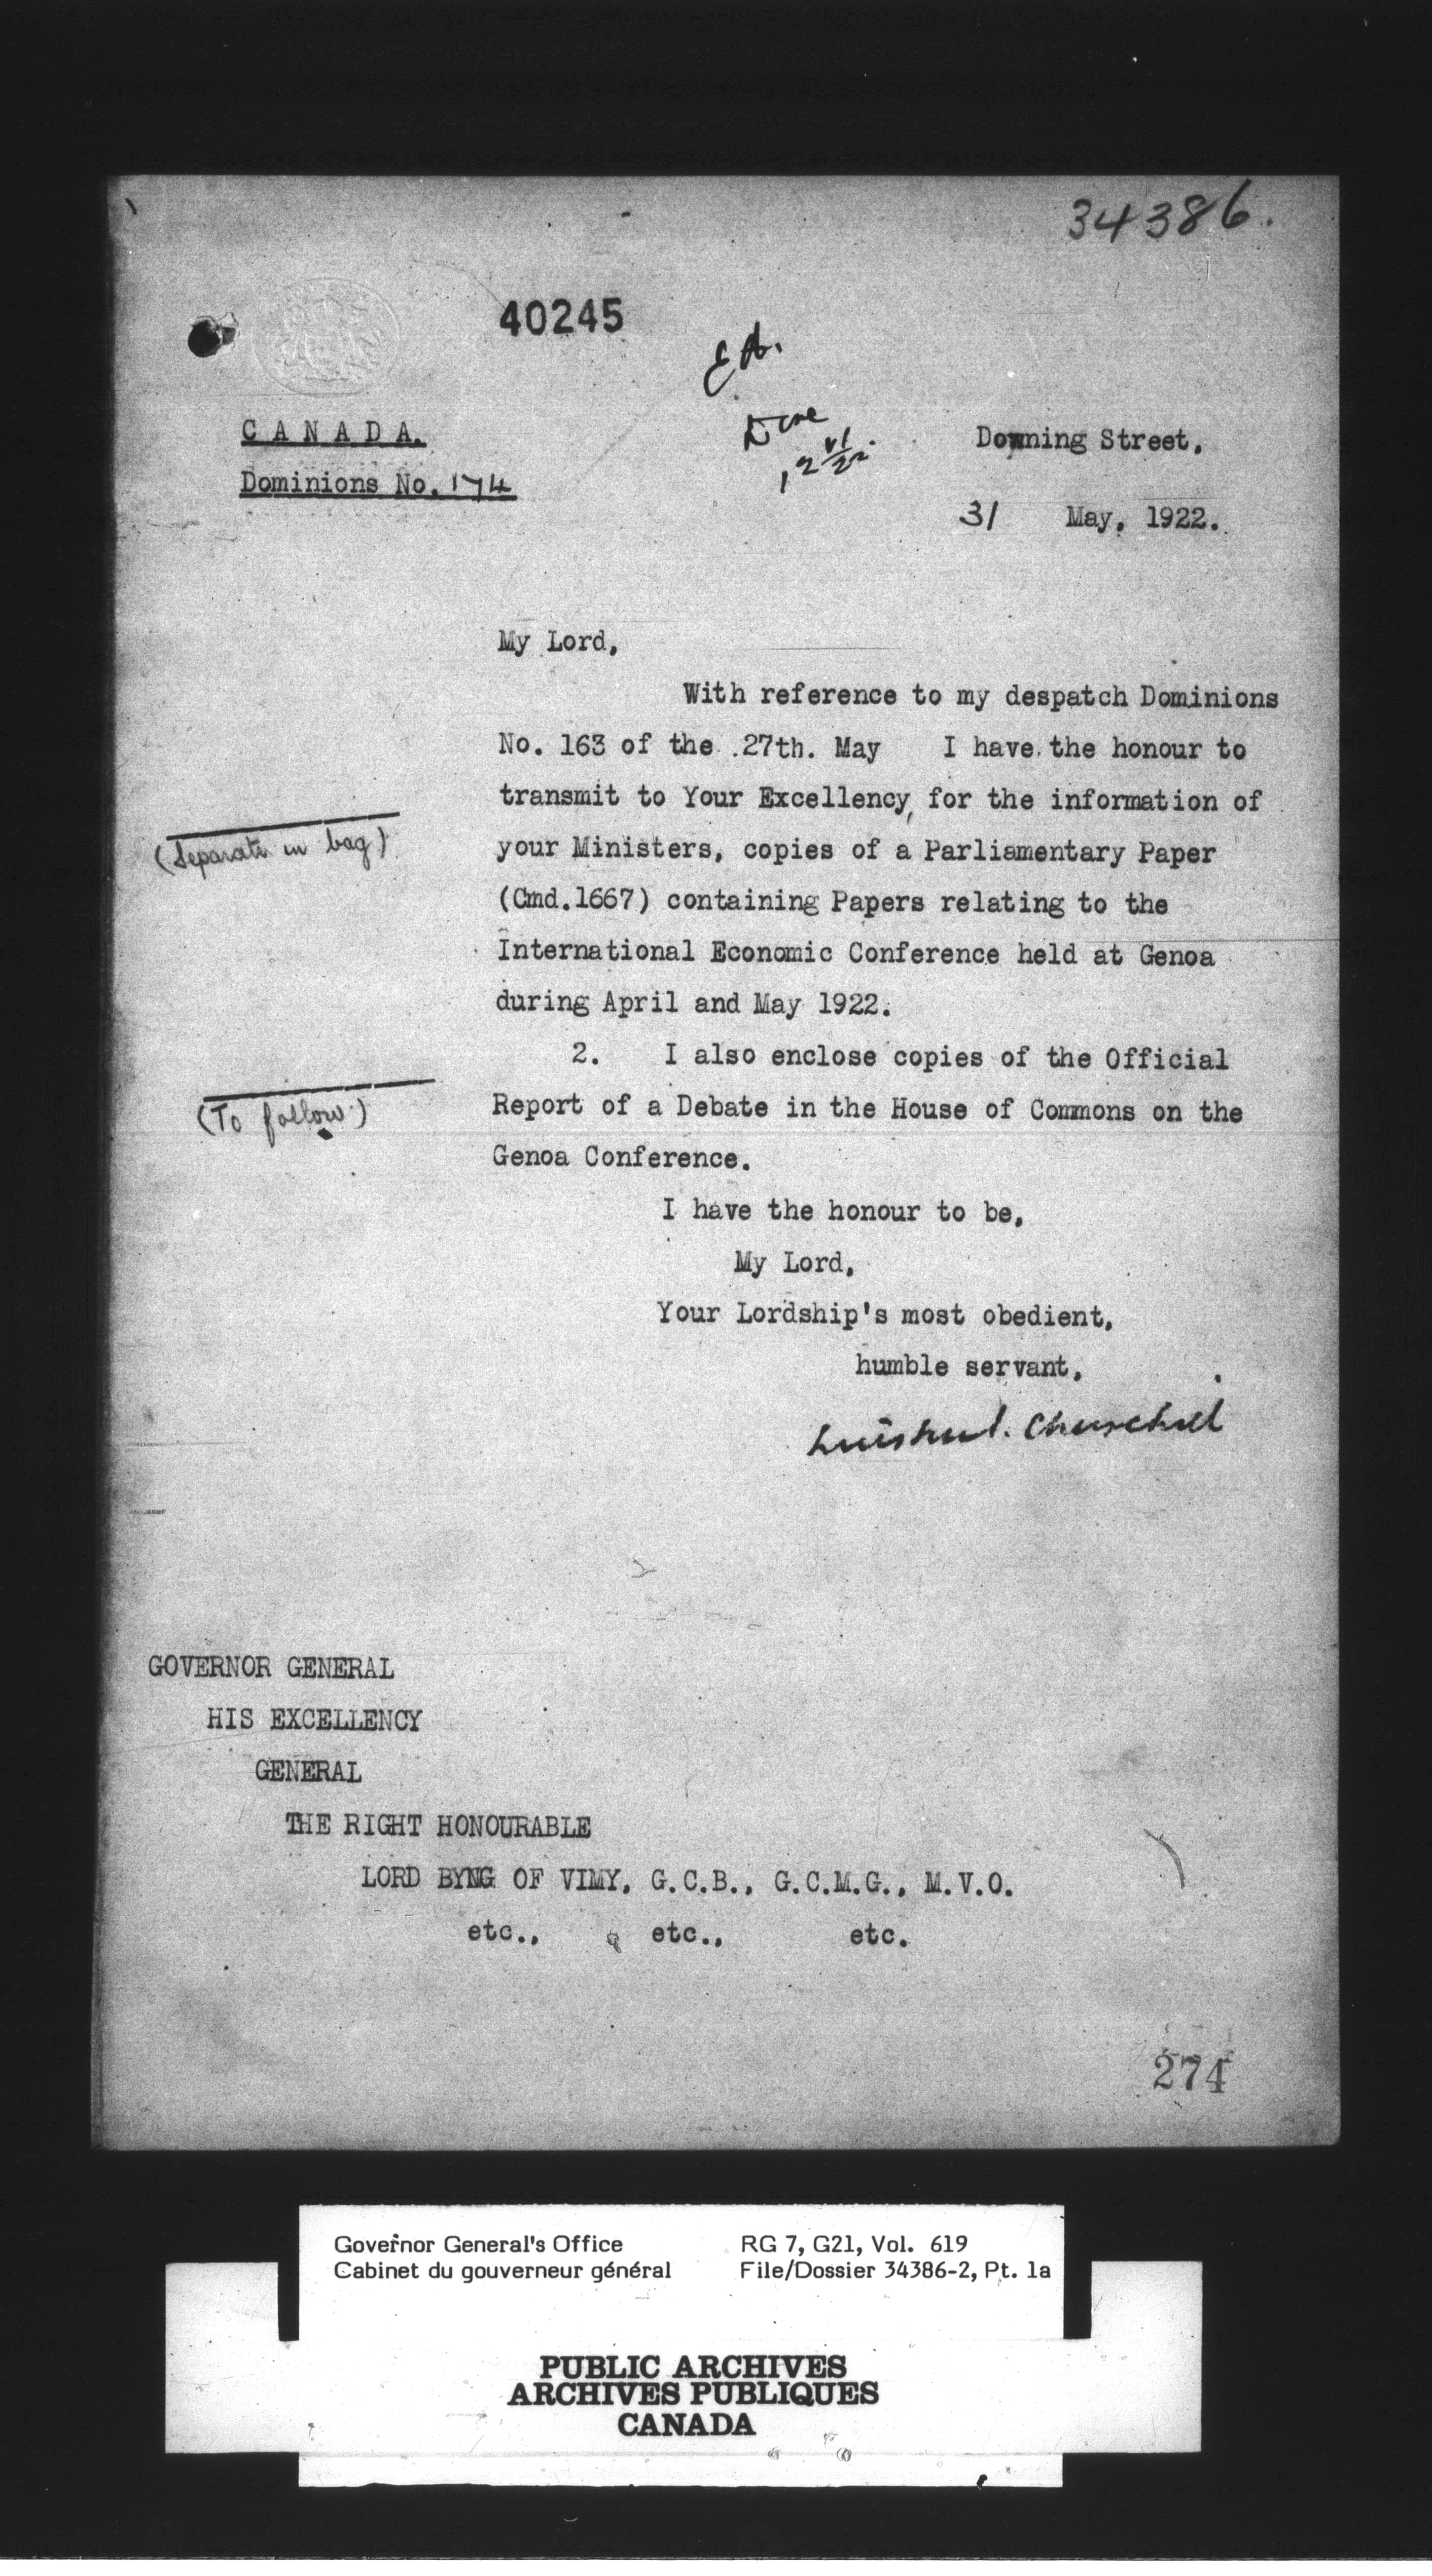 34386.
40245
E.A.
Done
12 VI/22.
C A N A D A.
Dominions No. 174
Downing Street,
31 May, 1922.
My Lord,
With reference to my despatch Dominions
No. 163 of the 27th. May I have the honour to
transmit to Your Excellency, for the information of
(Separate in bag)
your Ministers, copies of a Parliamentary Paper
(Cmd.1667) containing Papers relating to the
International Economic Conference held at Genoa
during April and May 1922.
2. I also enclose copies of the Official
(To follow)
Report of a Debate in the House of Commons on the
Genoa Conference.
I have the honour to be,
My Lord,
Your Lordship's most obedient,
humble servant,
Winston S. Churchill
GOVERNOR GENERAL
HIS EXCELLENCY
GENERAL
THE RIGHT HONOURABLE
LORD BYNG OF VIMY, G.C.B., G.C.M.G., M.V.O.
etc., etc., etc.
274
Governor General's Office RG 7, G21, Vol. 619
Cabinet du gouverneur général File/Dossier 34386-2, Pt. 1a
PUBLIC ARCHIVES
ARCHIVES PUBLIQUES
CANADA